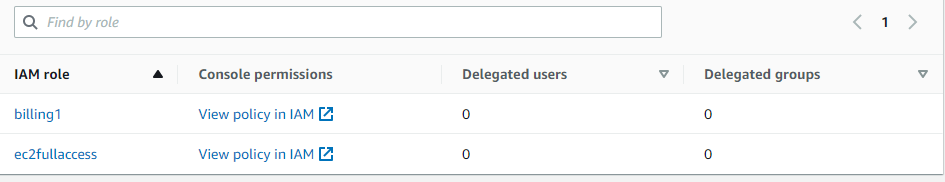 Find by role
1
IAM role Console permissions Delegated users Delegated groups
billing1 View policy in IAM 0 0
ec2fullaccess View policy in IAM 0 0